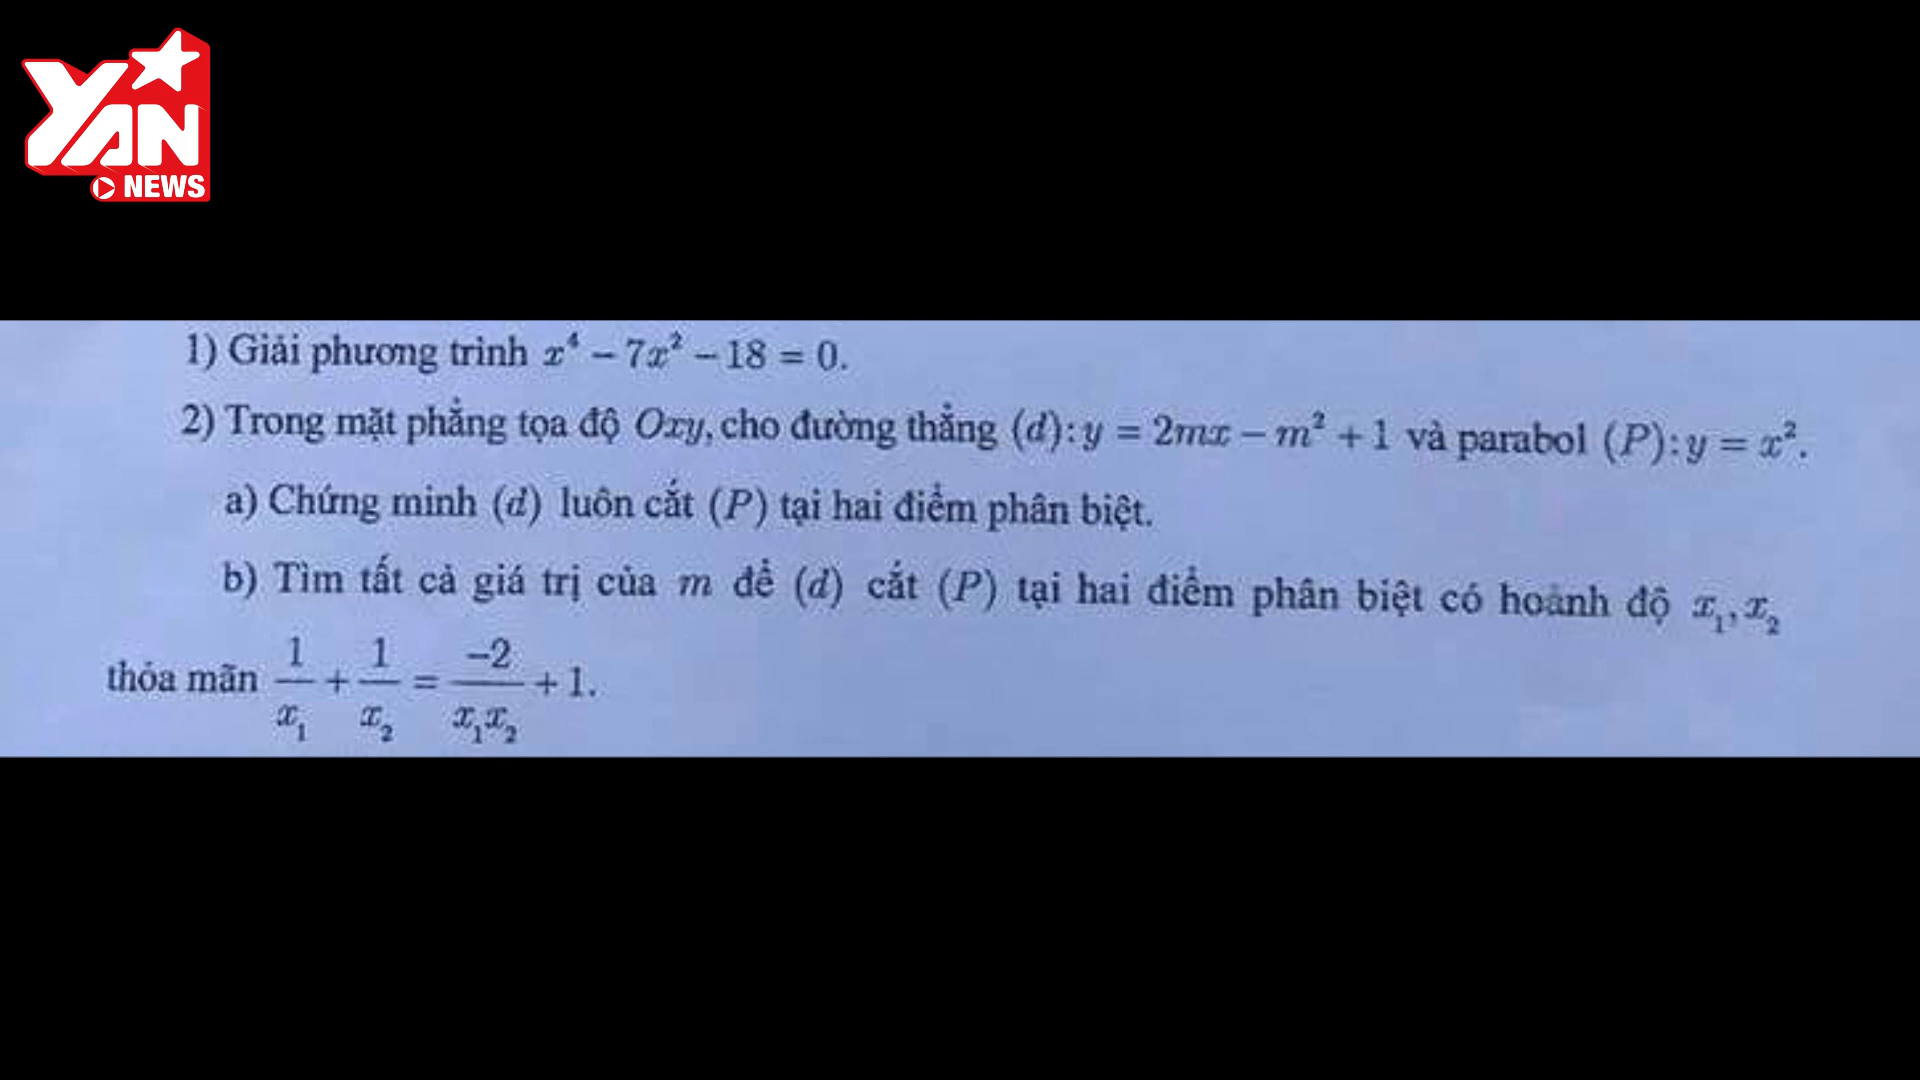 YAN
NEWS
1) Giải phương trình x⁴ − 7x² − 18 = 0.
2) Trong mặt phẳng tọa độ Oxy, cho đường thẳng (d): y = 2mx − m² + 1 và parabol (P): y = x².
a) Chứng minh (d) luôn cắt (P) tại hai điểm phân biệt.
b) Tìm tất cả giá trị của m để (d) cắt (P) tại hai điểm phân biệt có hoành độ x₁, x₂
thỏa mãn 1/x₁ + 1/x₂ = −2/x₁x₂ + 1.